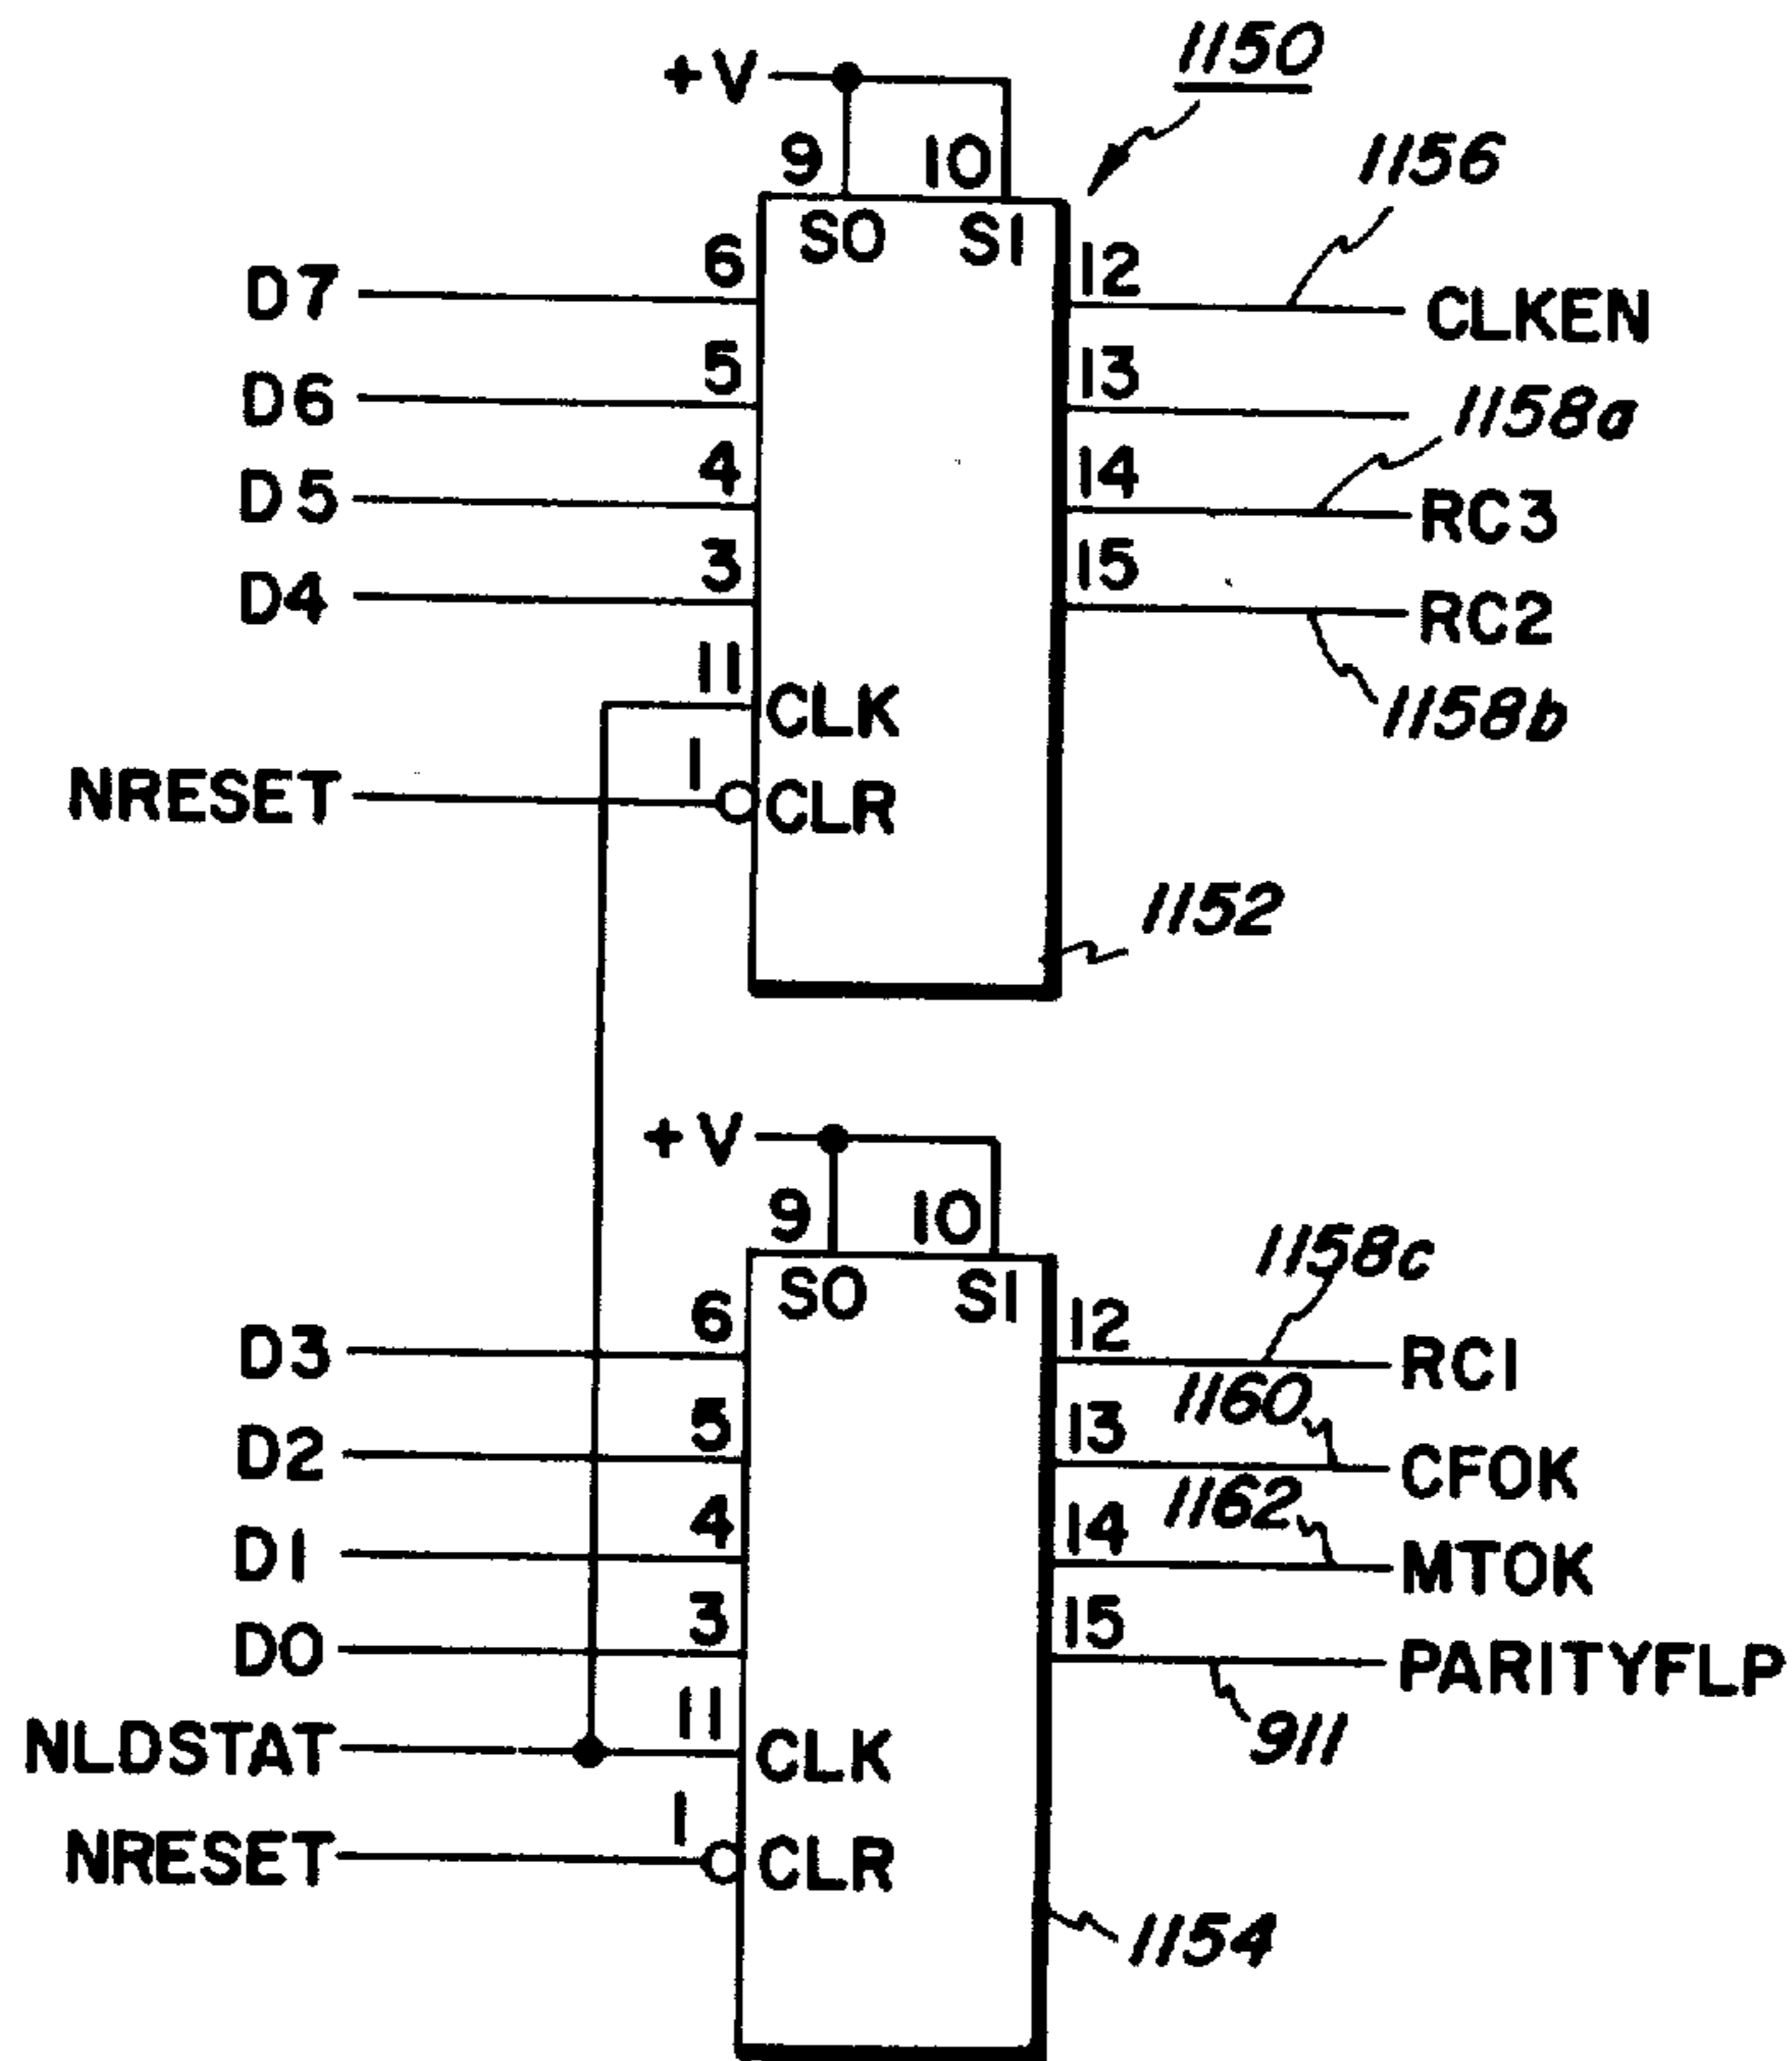 1150
+V
9 10
1156
SO SI
D7 6 12 CLKEN
D6 5 13
1158a
D5 4 14 RC3
D4 3 15 RC2
1158b
11 CLK
NRESET 1 CLR
1152
+V
9 10
1158c
SO SI
D3 6 12 RC1
1160
D2 5 13 CFOK
1162
D1 4 14 MTOK
D0 3 15 PARITYFLP
911
NLDSTAT 11 CLK
NRESET 1 CLR
1154